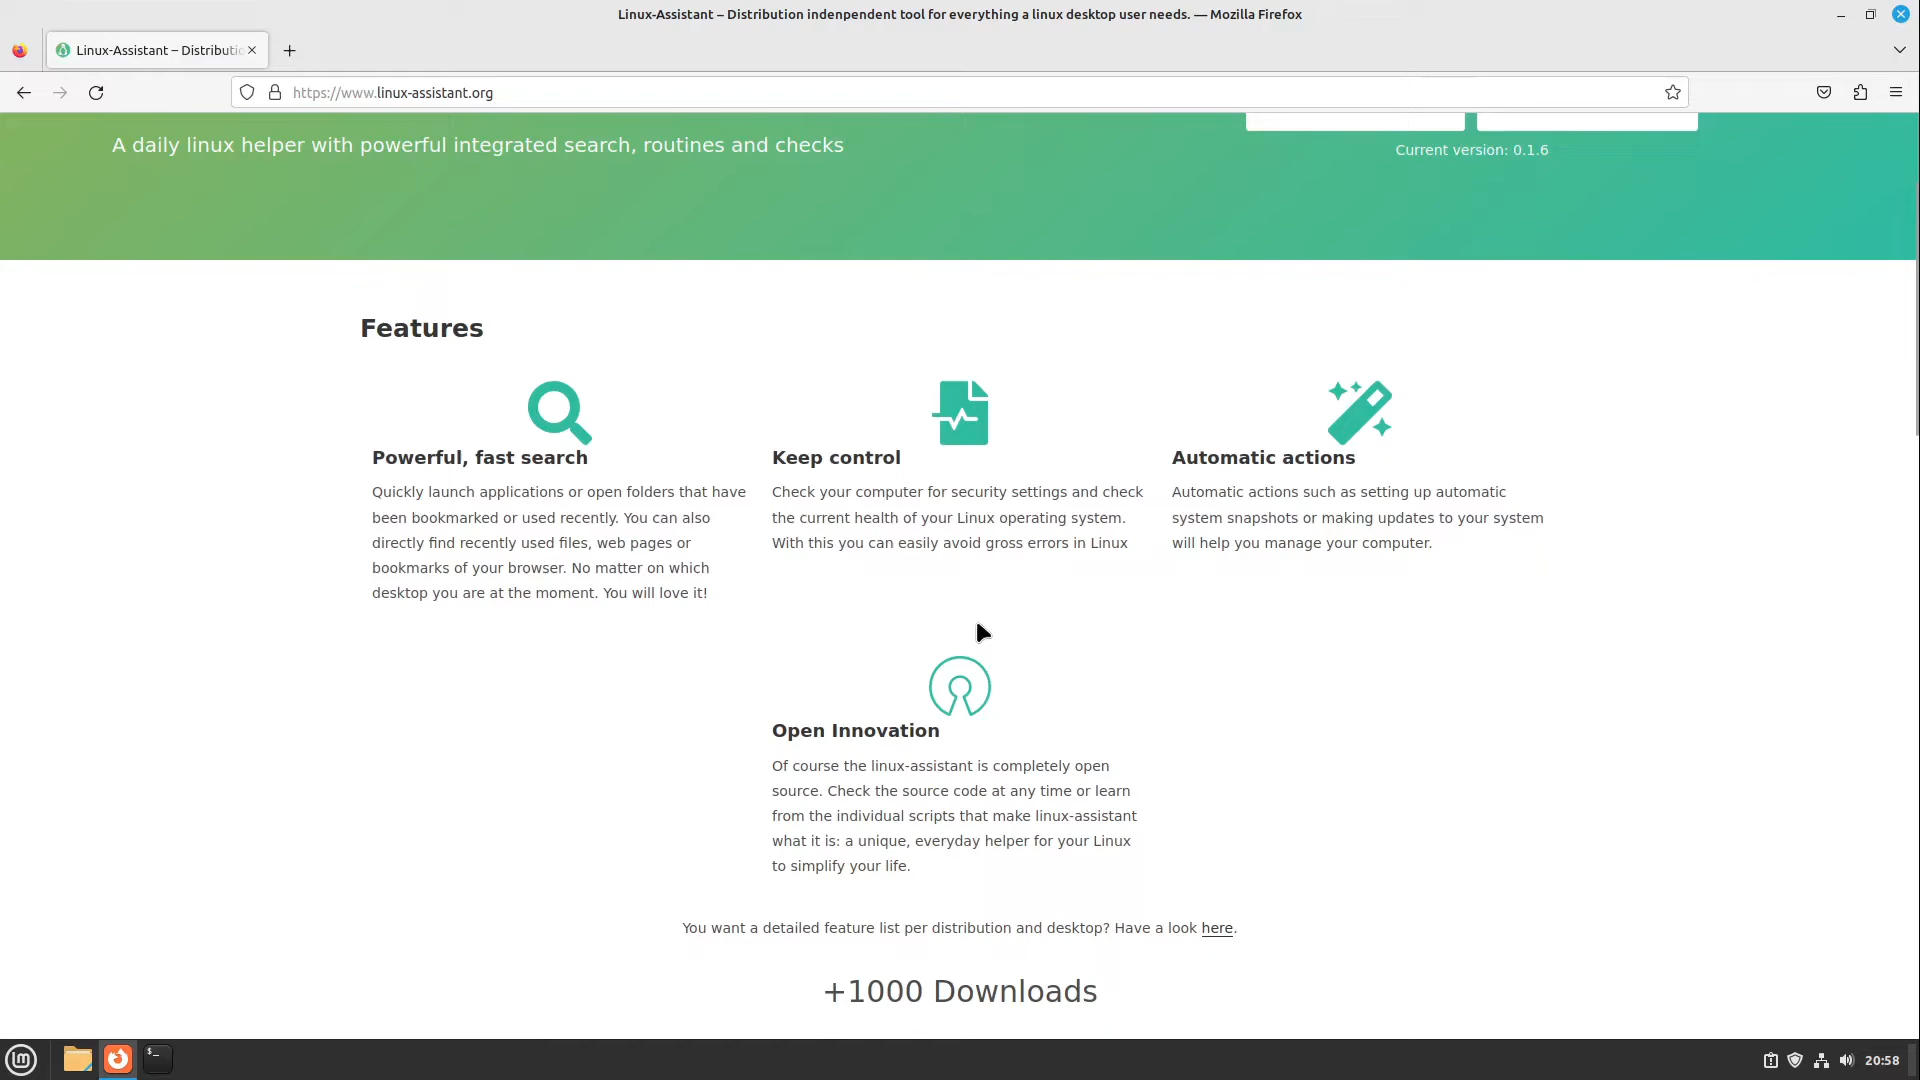 Linux-Assistant – Distribution indenpendent tool for everything a linux desktop user needs. — Mozilla Firefox
Linux-Assistant – Distributio
https://www.linux-assistant.org
A daily linux helper with powerful integrated search, routines and checks
Current version: 0.1.6
Features
Powerful, fast search
Quickly launch applications or open folders that have
been bookmarked or used recently. You can also
directly find recently used files, web pages or
bookmarks of your browser. No matter on which
desktop you are at the moment. You will love it!
Keep control
Check your computer for security settings and check
the current health of your Linux operating system.
With this you can easily avoid gross errors in Linux
Automatic actions
Automatic actions such as setting up automatic
system snapshots or making updates to your system
will help you manage your computer.
Open Innovation
Of course the linux-assistant is completely open
source. Check the source code at any time or learn
from the individual scripts that make linux-assistant
what it is: a unique, everyday helper for your Linux
to simplify your life.
You want a detailed feature list per distribution and desktop? Have a look here.
+1000 Downloads
lm
$_
20:58